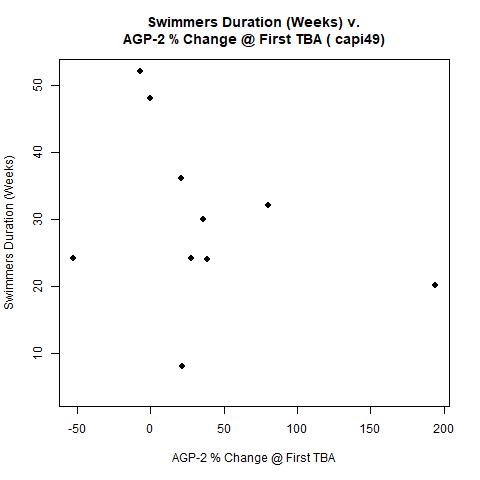 Swimmers Duration (Weeks) v.
AGP-2 % Change @ First TBA ( capi49)
Swimmers Duration (Weeks)
50
40
30
20
10
-50 0 50 100 150 200
AGP-2 % Change @ First TBA